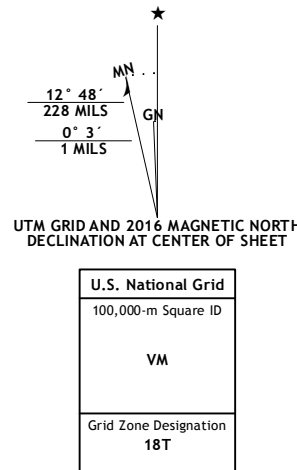 ★
MN
12° 48´
228 MILS
GN
0° 3´
1 MILS
UTM GRID AND 2016 MAGNETIC NORTH
DECLINATION AT CENTER OF SHEET
U.S. National Grid
100,000-m Square ID
VM
Grid Zone Designation
18T